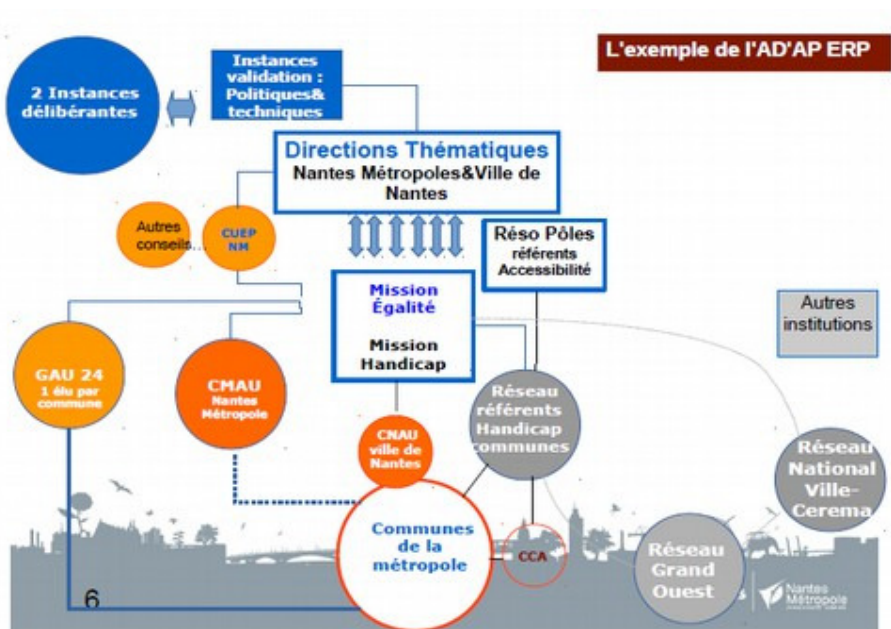 L'exemple de l'AD'AP ERP
2 Instances
délibérantes
Instances
validation :
Politiques&
techniques
Directions Thématiques
Nantes Métropoles&Ville de
Nantes
Autres
conseils...
CUEP
NM
Réso Pôles
référents
Accessibilité
Mission
Égalité
Mission
Handicap
Autres
institutions
GAU 24
1 élu par
commune
CMAU
Nantes
Métropole
CNAU
ville de
Nantes
Réseau
référents
Handicap
communes
Réseau
National
Ville-
Cerema
Communes
de la
métropole
CCA
Réseau
Grand
Ouest
6
Nantes
Métropole